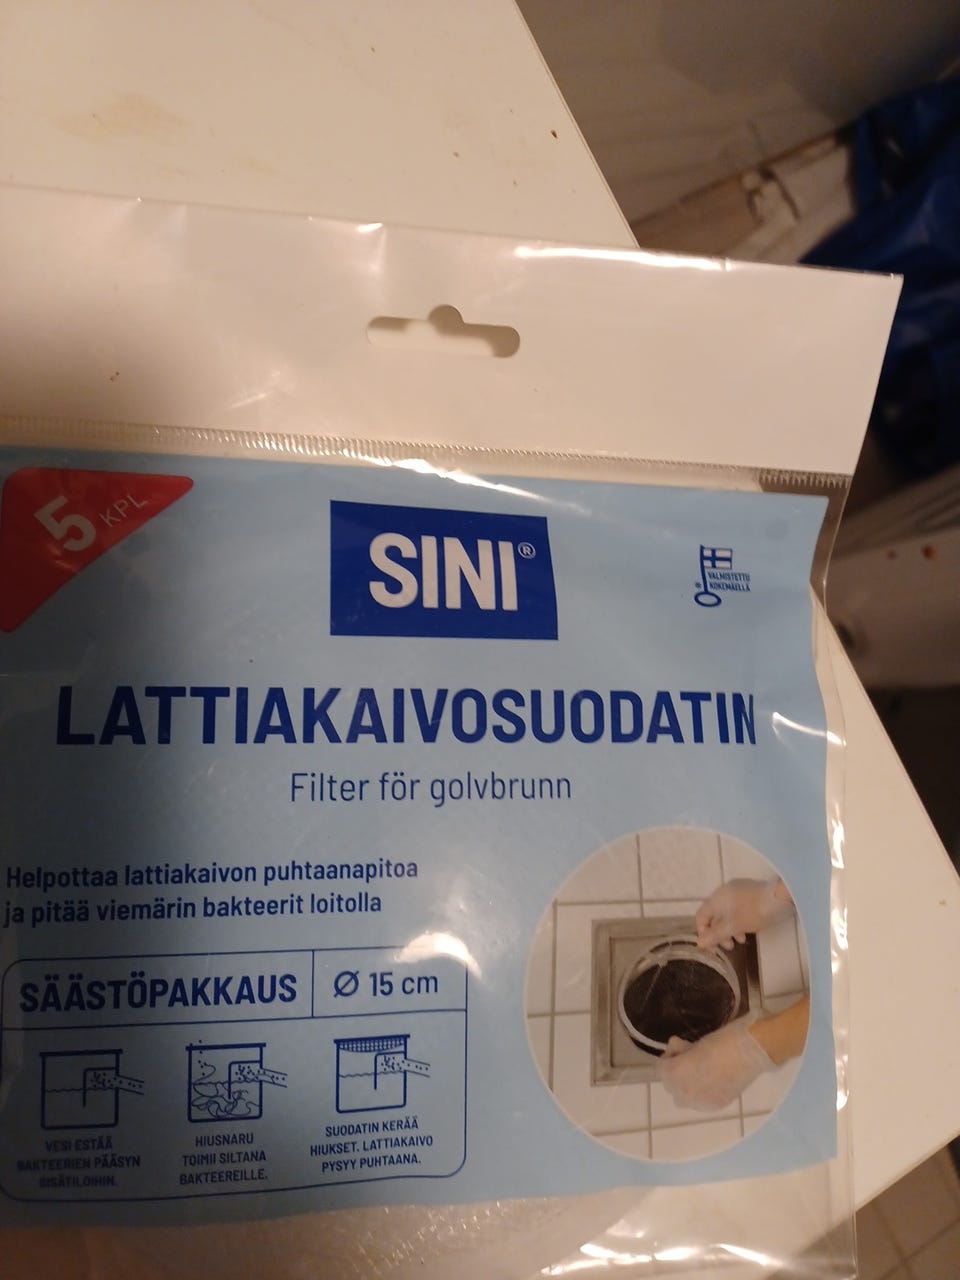 5 KPL
SINI®
VALMISTETTU
KOKEMÄELLÄ
LATTIAKAIVOSUODATIN
Filter för golvbrunn
Helpottaa lattiakaivon puhtaanapitoa
ja pitää viemärin bakteerit loitolla
SÄÄSTÖPAKKAUS
Ø 15 cm
VESI ESTÄÄ
BAKTEERIEN PÄÄSYN
SISÄTILOIHIN.
HIUSNARU
TOIMII SILTANA
BAKTEEREILLE.
SUODATIN KERÄÄ
HIUKSET. LATTIAKAIVO
PYSYY PUHTAANA.